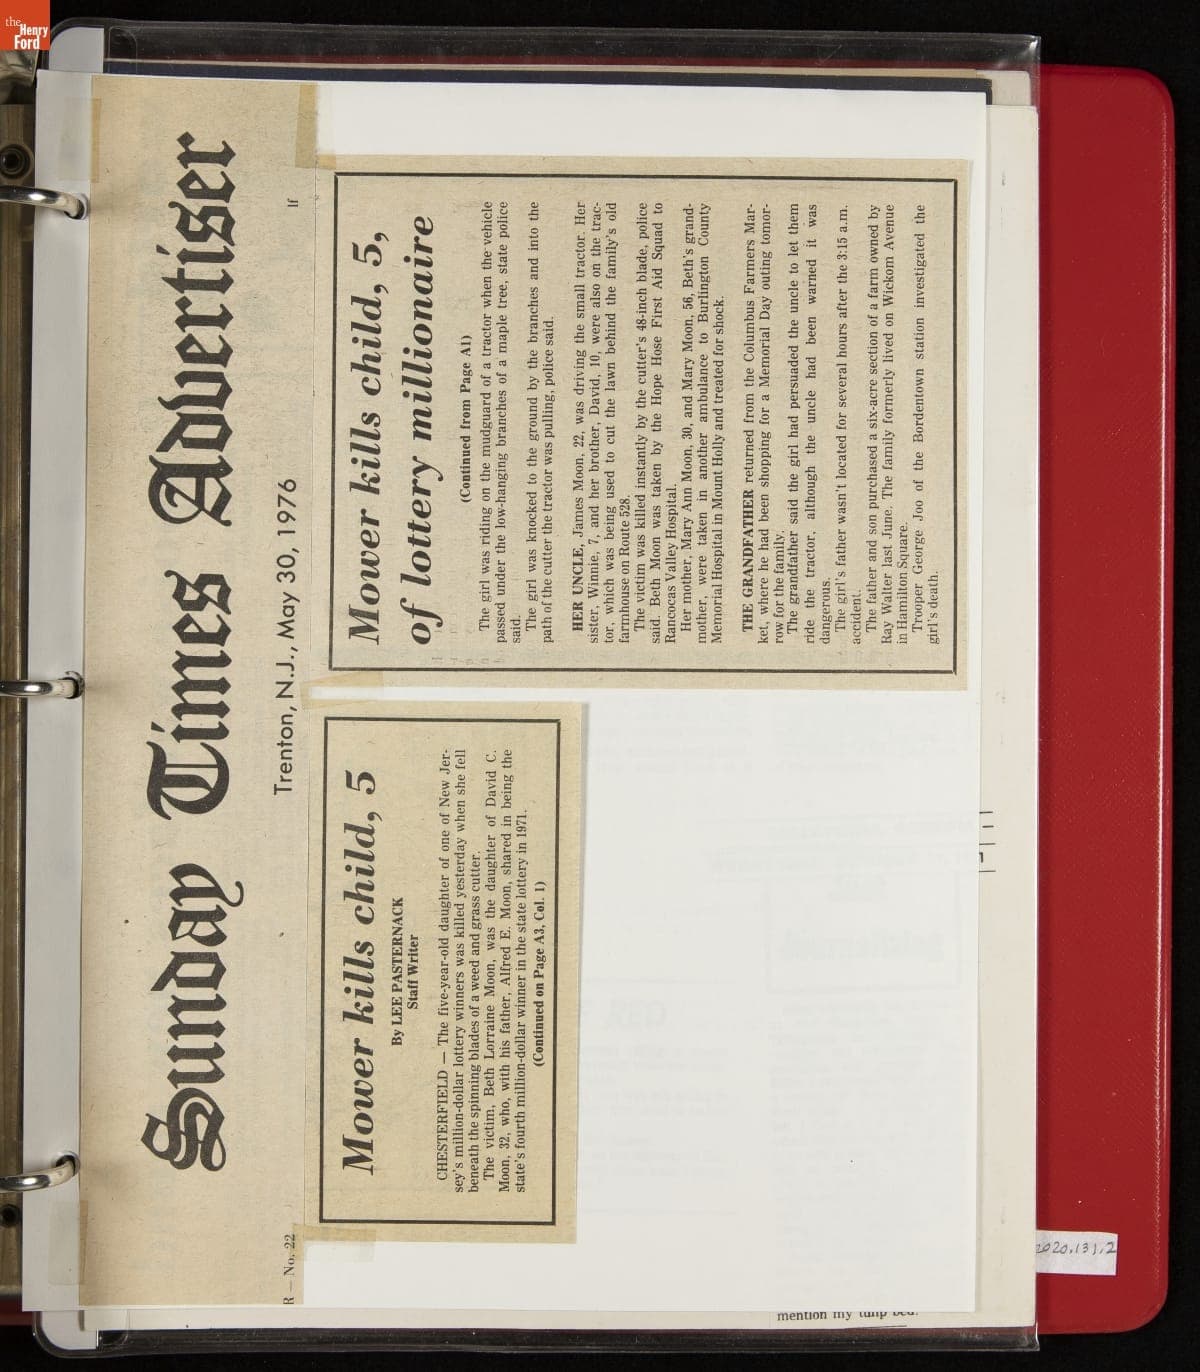 the
Henry
Ford
Sunday Times Advertiser
Trenton, N.J., May 30, 1976
R — No. 22
If
Mower kills child, 5
By LEE PASTERNACK
Staff Writer
CHESTERFIELD — The five-year-old daughter of one of New Jer-
sey's million-dollar lottery winners was killed yesterday when she fell
beneath the spinning blades of a weed and grass cutter.
The victim, Beth Lorraine Moon, was the daughter of David C.
Moon, 32, who, with his father, Alfred E. Moon, shared in being the
state's fourth million-dollar winner in the state lottery in 1971.
(Continued on Page A3, Col. 1)
Mower kills child, 5,
of lottery millionaire
(Continued from Page A1)
The girl was riding on the mudguard of a tractor when the vehicle
passed under the low-hanging branches of a maple tree, state police
said.
The girl was knocked to the ground by the branches and into the
path of the cutter the tractor was pulling, police said.
HER UNCLE, James Moon, 22, was driving the small tractor. Her
sister, Winnie, 7, and her brother, David, 10, were also on the trac-
tor, which was being used to cut the lawn behind the family's old
farmhouse on Route 528.
The victim was killed instantly by the cutter's 48-inch blade, police
said. Beth Moon was taken by the Hope Hose First Aid Squad to
Rancocas Valley Hospital.
Her mother, Mary Ann Moon, 30, and Mary Moon, 56, Beth's grand-
mother, were taken in another ambulance to Burlington County
Memorial Hospital in Mount Holly and treated for shock.
THE GRANDFATHER returned from the Columbus Farmers Mar-
ket, where he had been shopping for a Memorial Day outing tomor-
row for the family.
The grandfather said the girl had persuaded the uncle to let them
ride the tractor, although the uncle had been warned it was
dangerous.
The girl's father wasn't located for several hours after the 3:15 a.m.
accident.
The father and son purchased a six-acre section of a farm owned by
Ray Walter last June. The family formerly lived on Wickom Avenue
in Hamilton Square.
Trooper George Joo of the Bordentown station investigated the
girl's death.
2020.131.2
mention my tulip bed.